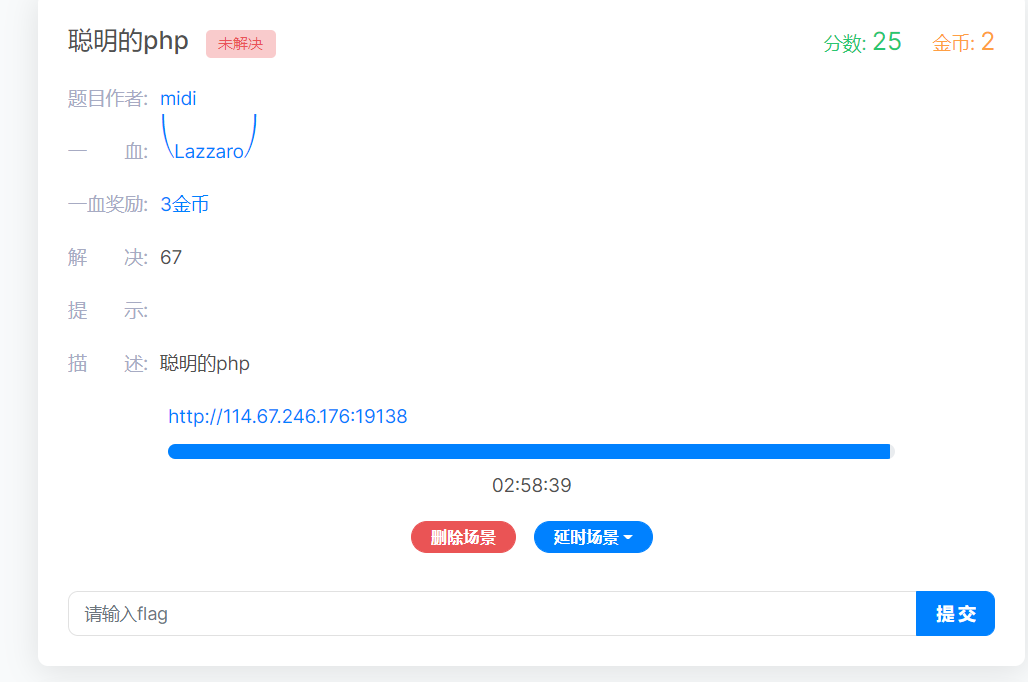 聪明的php 未解决 分数: 25 金币: 2
题目作者: midi
一 血: \Lazzaro/
一血奖励: 3金币
解 决: 67
提 示:
描 述: 聪明的php
http://114.67.246.176:19138
02:58:39
删除场景 延时场景
请输入flag 提交